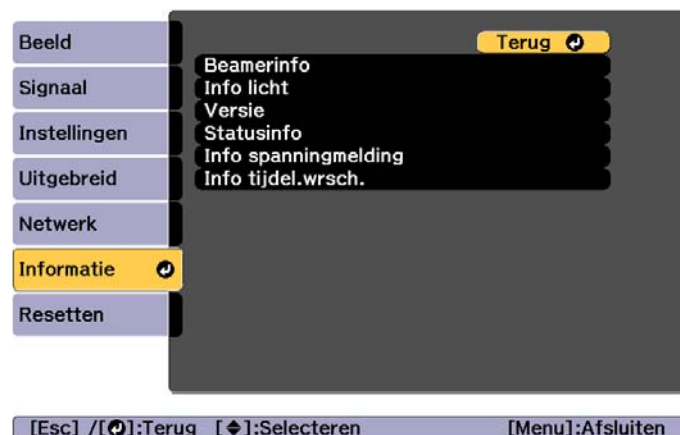 Beeld
Signaal
Instellingen
Uitgebreid
Netwerk
Informatie
Resetten
Terug
Beamerinfo
Info licht
Versie
Statusinfo
Info spanningmelding
Info tijdel.wrsch.
[Esc] /[⏎]:Terug [◆]:Selecteren [Menu]:Afsluiten